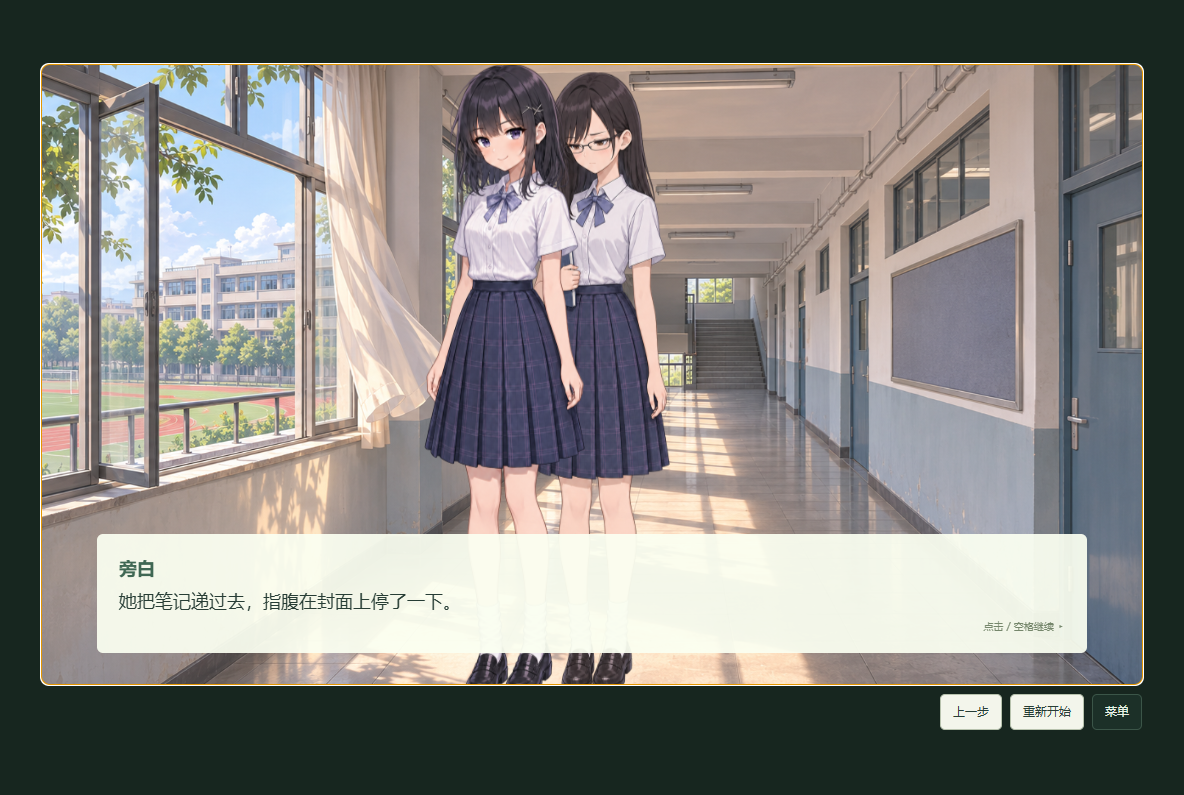 旁白
她把笔记递过去，指腹在封面上停了一下。
点击 / 空格继续 ▸
上一步
重新开始
菜单